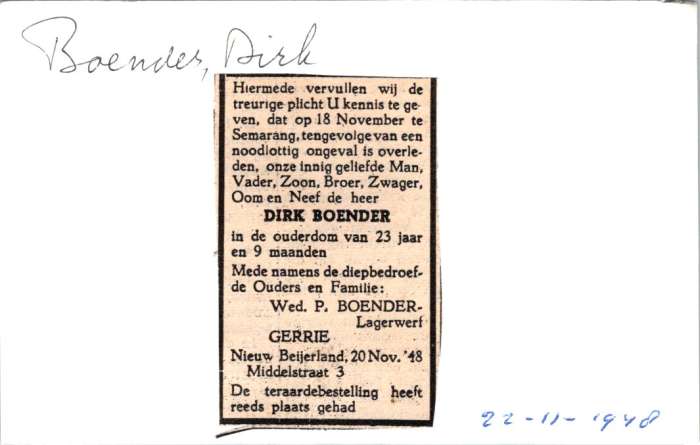 Boender, Dirk
Hiermede vervullen wij de
treurige plicht U kennis te ge-
ven, dat op 18 November te
Semarang, tengevolge van een
noodlottig ongeval is overle-
den, onze innig geliefde Man,
Vader, Zoon, Broer, Zwager,
Oom en Neef de heer
DIRK BOENDER
in de ouderdom van 23 jaar
en 9 maanden
Mede namens de diepbedroef-
de Ouders en Familie:
Wed. P. BOENDER-
Lagerwerf
GERRIE
Nieuw Beijerland, 20 Nov. '48
Middelstraat 3
De teraardebestelling heeft
reeds plaats gehad
22-11-1948